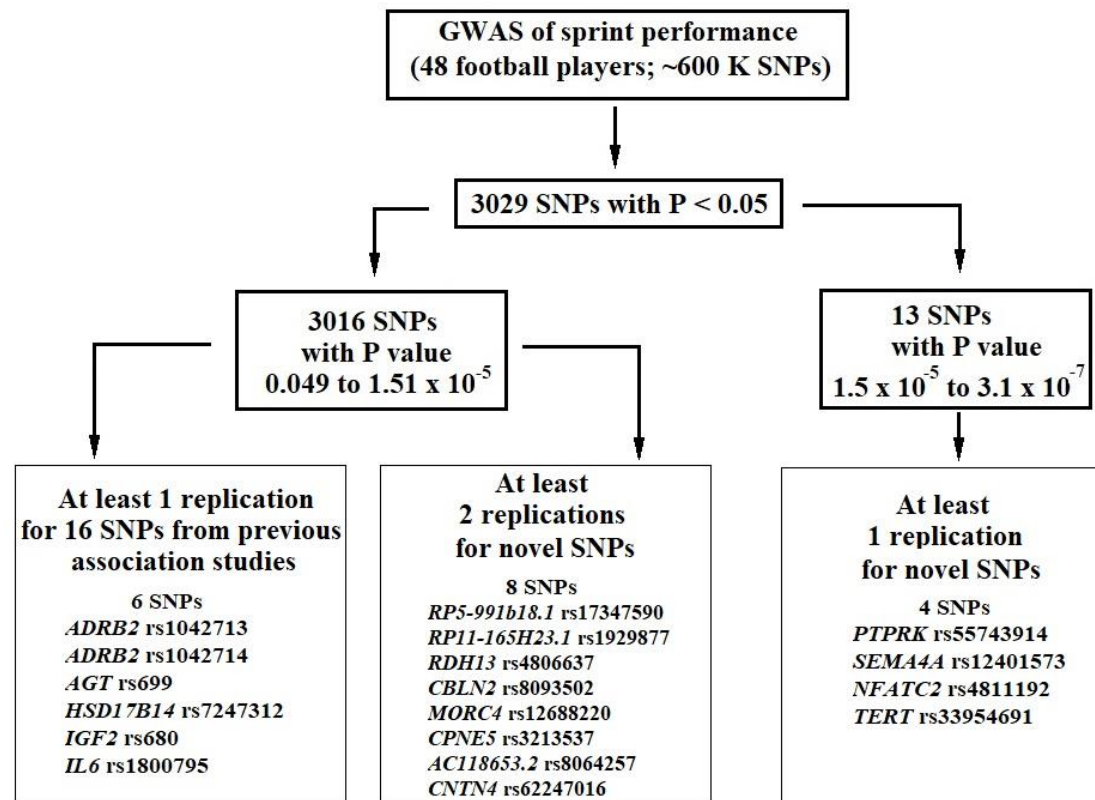 GWAS of sprint performance
(48 football players; ~600 K SNPs)
3029 SNPs with P < 0.05
3016 SNPs
with P value
0.049 to 1.51 x 10^-5
13 SNPs
with P value
1.5 x 10^-5 to 3.1 x 10^-7
At least 1 replication
for 16 SNPs from previous
association studies
6 SNPs
ADRB2 rs1042713
ADRB2 rs1042714
AGT rs699
HSD17B14 rs7247312
IGF2 rs680
IL6 rs1800795
At least
2 replications
for novel SNPs
8 SNPs
RP5-991b18.1 rs17347590
RP11-165H23.1 rs1929877
RDH13 rs4806637
CBLN2 rs8093502
MORC4 rs12688220
CPNE5 rs3213537
AC118653.2 rs8064257
CNTN4 rs62247016
At least
1 replication
for novel SNPs
4 SNPs
PTPRK rs55743914
SEMA4A rs12401573
NFATC2 rs4811192
TERT rs33954691